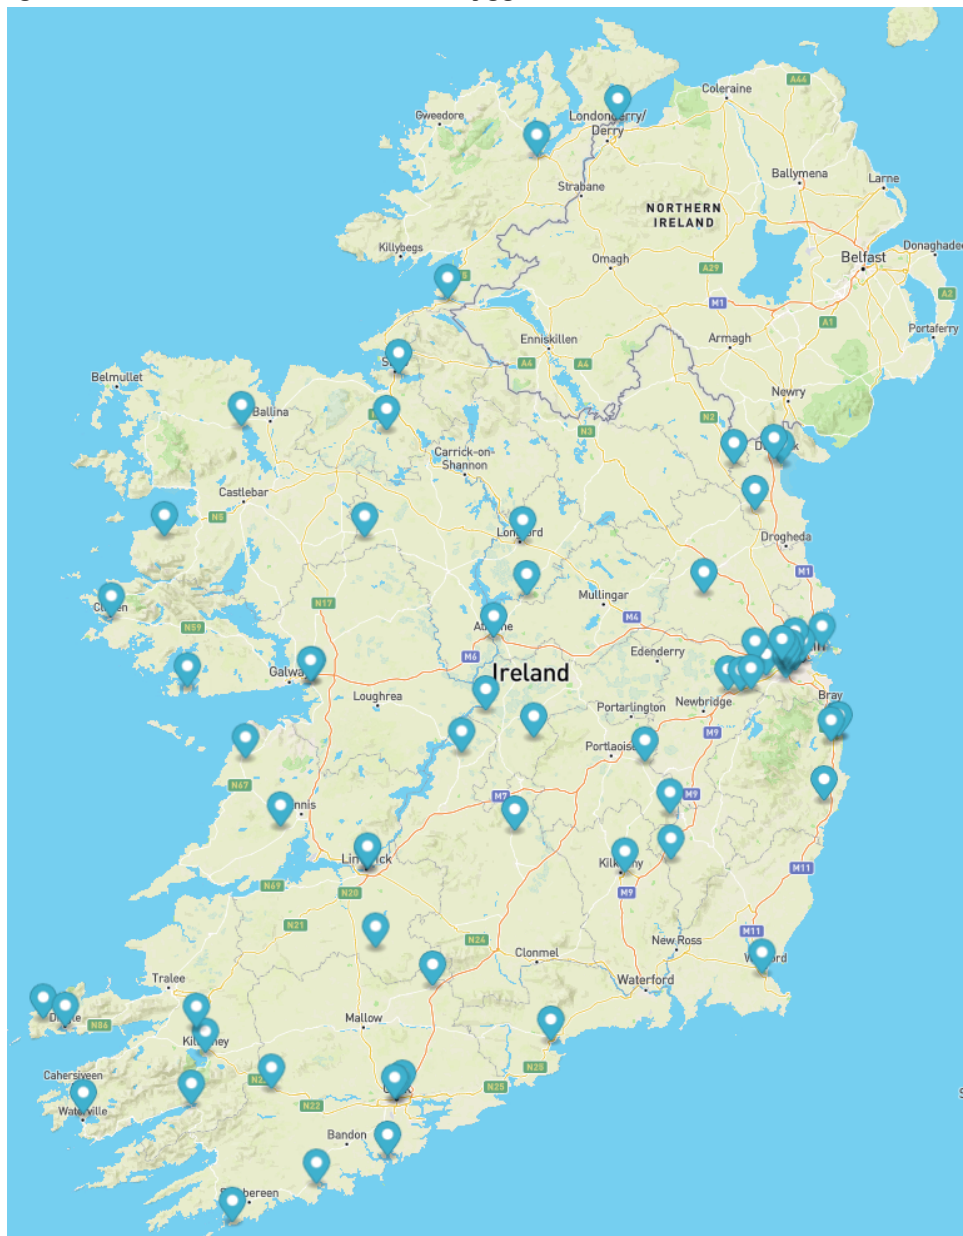 Coleraine
A44
Gweedore
Londonderry/
Derry
Ballymena
Larne
Strabane
NORTHERN
IRELAND
Killybegs
Donaghadee
Omagh
Belfast
A29
A2
M1
A1
Portaferry
Enniskillen
Armagh
A4
A4
Belmullet
Newry
Ballina
N2
N3
Carrick-on-
Shannon
Castlebar
N5
Drogheda
M1
Mullingar
N17
M4
N59
M6
Edenderry
Galway
Ireland
Loughrea
Bray
Portarlington
Newbridge
M9
Portlaoise
N67
M7
M9
M11
N69
N20
M9
N21
M11
N24
New Ross
Clonmel
Tralee
Waterford
Mallow
N86
N25
Cahersiveen
N25
N22
Waterville
Bandon